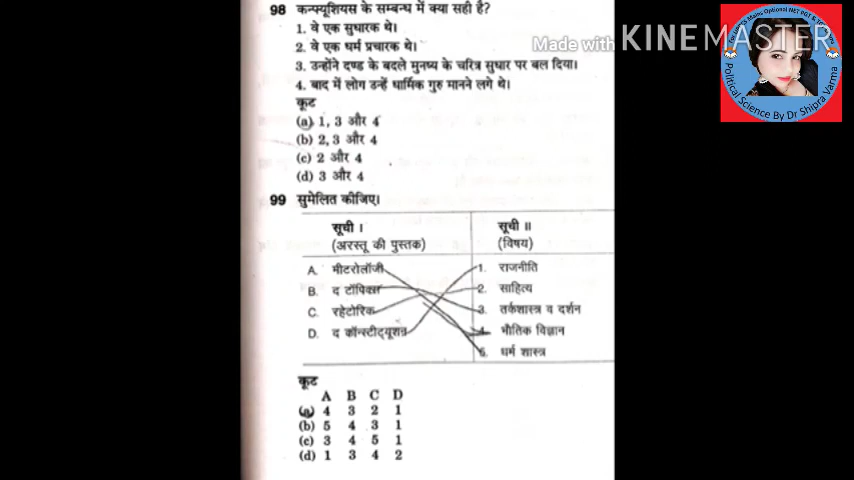 98 कन्फ्यूशियस के सम्बन्ध में क्या सही है?
1. वे एक सुधारक थे।
2. वे एक धर्म प्रचारक थे।
3. उन्होंने दण्ड के बदले मुनष्य के चरित्र सुधार पर बल दिया।
4. बाद में लोग उन्हें धार्मिक गुरु मानने लगे थे।
कूट
(a) 1, 3 और 4
(b) 2, 3 और 4
(c) 2 और 4
(d) 3 और 4
99 सुमेलित कीजिए।
सूची I सूची II
(अरस्तू की पुस्तक) (विषय)
A. मीटरोलॉजी 1. राजनीति
B. द टॉपिक्स 2. साहित्य
C. रहेटोरिक 3. तर्कशास्त्र व दर्शन
D. द कॉन्स्टीट्यूशन 4. भौतिक विज्ञान
5. धर्म शास्त्र
कूट
A B C D
(a) 4 3 2 1
(b) 5 4 3 1
(c) 3 4 5 1
(d) 1 3 4 2
Made with KINEMASTER
Political Science By Dr Shipra Varma